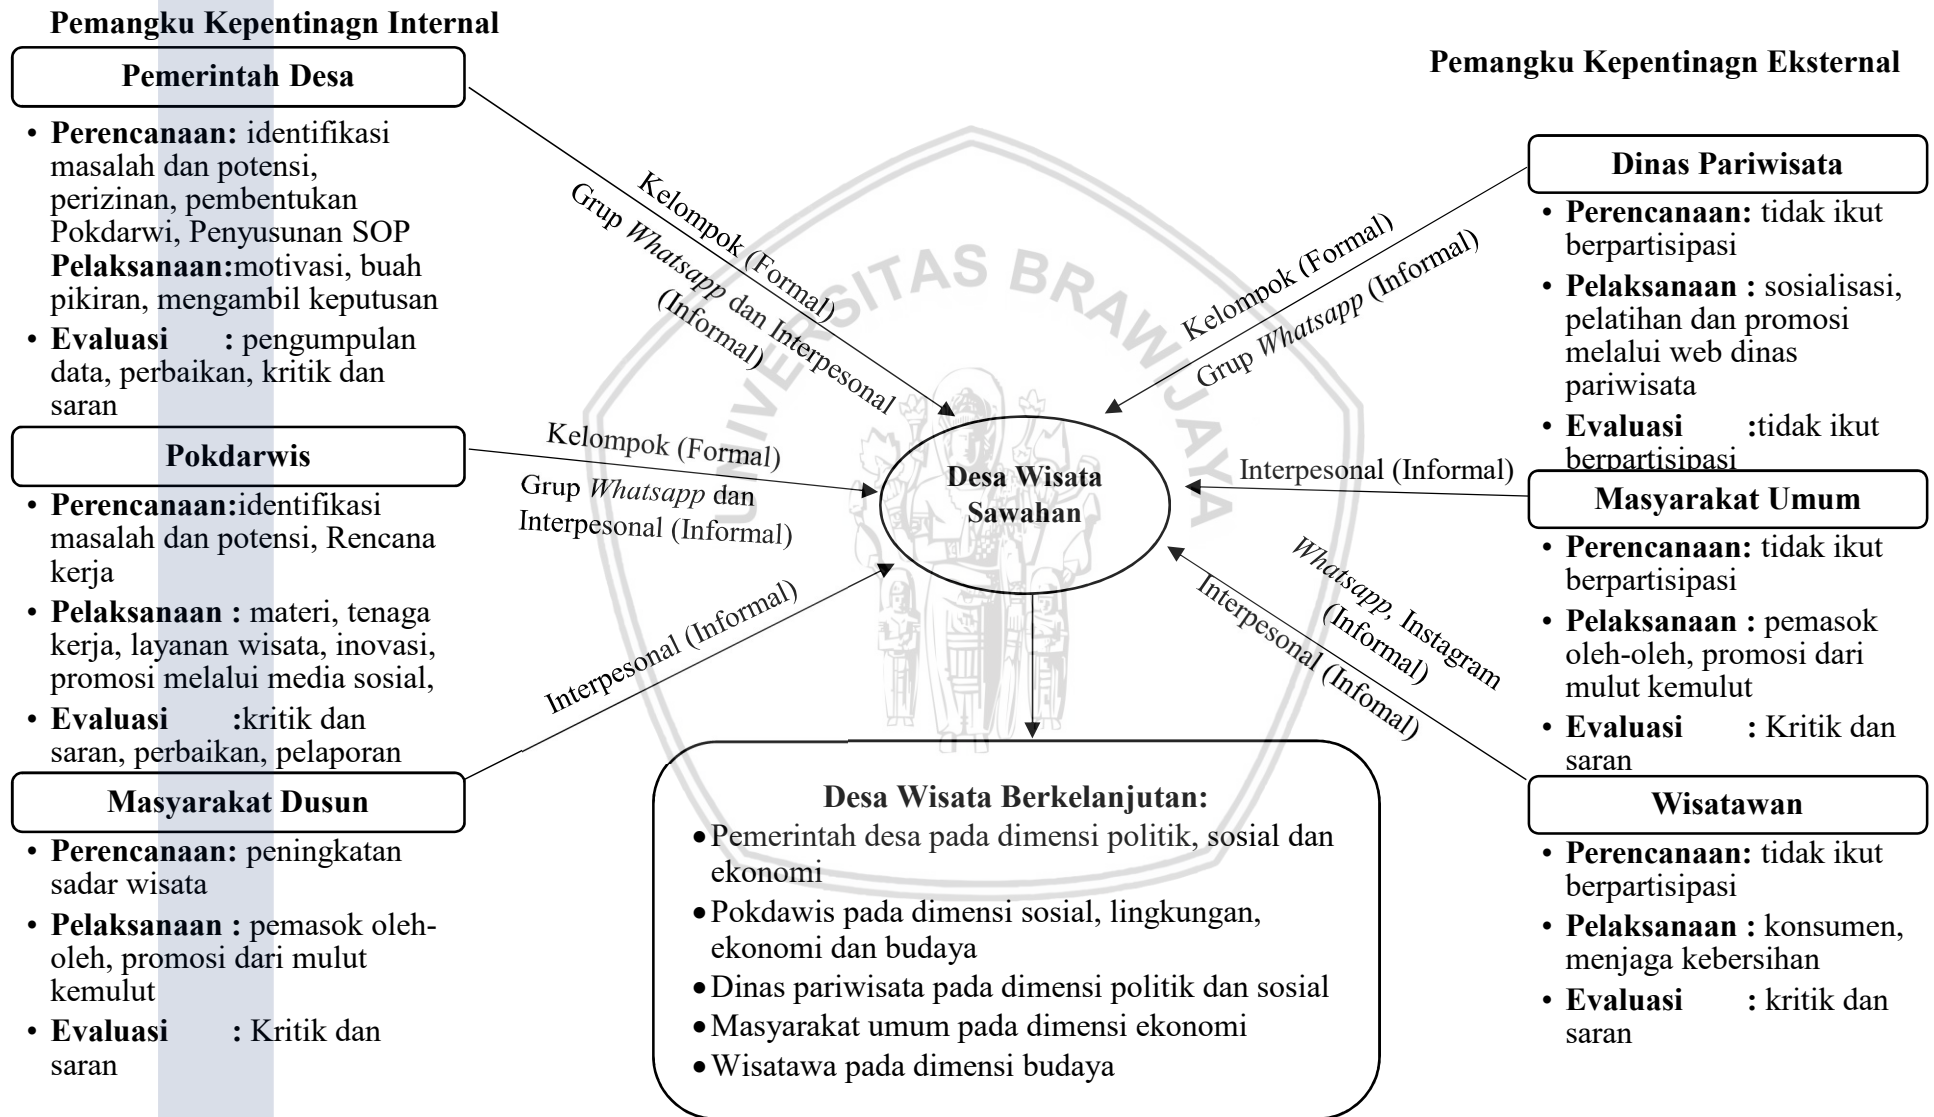 Pemangku Kepentinagn Internal
Pemerintah Desa
• Perencanaan: identifikasi
masalah dan potensi,
perizinan, pembentukan
Pokdarwi, Penyusunan SOP
Pelaksanaan:motivasi, buah
pikiran, mengambil keputusan
• Evaluasi : pengumpulan
data, perbaikan, kritik dan
saran
Pokdarwis
• Perencanaan:identifikasi
masalah dan potensi, Rencana
kerja
• Pelaksanaan : materi, tenaga
kerja, layanan wisata, inovasi,
promosi melalui media sosial,
• Evaluasi :kritik dan
saran, perbaikan, pelaporan
Masyarakat Dusun
• Perencanaan: peningkatan
sadar wisata
• Pelaksanaan : pemasok oleh-
oleh, promosi dari mulut
kemulut
• Evaluasi : Kritik dan
saran
Kelompok (Formal)
Grup Whatsapp dan Interpesonal
(Informal)
Kelompok (Formal)
Grup Whatsapp dan
Interpesonal (Informal)
Interpesonal (Informal)
UNIVERSITAS BRAWIJAYA
Desa Wisata
Sawahan
Desa Wisata Berkelanjutan:
• Pemerintah desa pada dimensi politik, sosial dan
ekonomi
• Pokdawis pada dimensi sosial, lingkungan,
ekonomi dan budaya
• Dinas pariwisata pada dimensi politik dan sosial
• Masyarakat umum pada dimensi ekonomi
• Wisatawa pada dimensi budaya
Kelompok (Formal)
Grup Whatsapp (Informal)
Interpesonal (Informal)
Whatsapp, Instagram
(Informal)
Interpesonal (Infomal)
Pemangku Kepentinagn Eksternal
Dinas Pariwisata
• Perencanaan: tidak ikut
berpartisipasi
• Pelaksanaan : sosialisasi,
pelatihan dan promosi
melalui web dinas
pariwisata
• Evaluasi :tidak ikut
berpartisipasi
Masyarakat Umum
• Perencanaan: tidak ikut
berpartisipasi
• Pelaksanaan : pemasok
oleh-oleh, promosi dari
mulut kemulut
• Evaluasi : Kritik dan
saran
Wisatawan
• Perencanaan: tidak ikut
berpartisipasi
• Pelaksanaan : konsumen,
menjaga kebersihan
• Evaluasi : kritik dan
saran